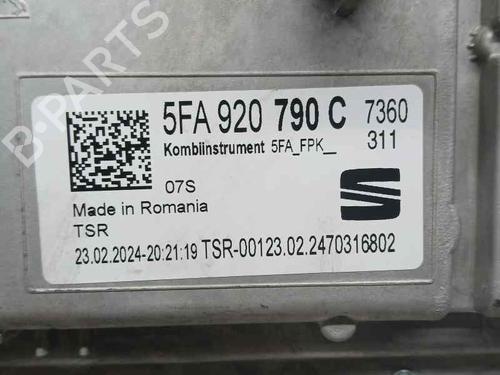 B-PARTS
5FA 920 790 C 7360
Kombiinstrument 5FA_FPK__ 311
07S
Made in Romania
TSR
23.02.2024-20:21:19 TSR-00123.02.2470316802